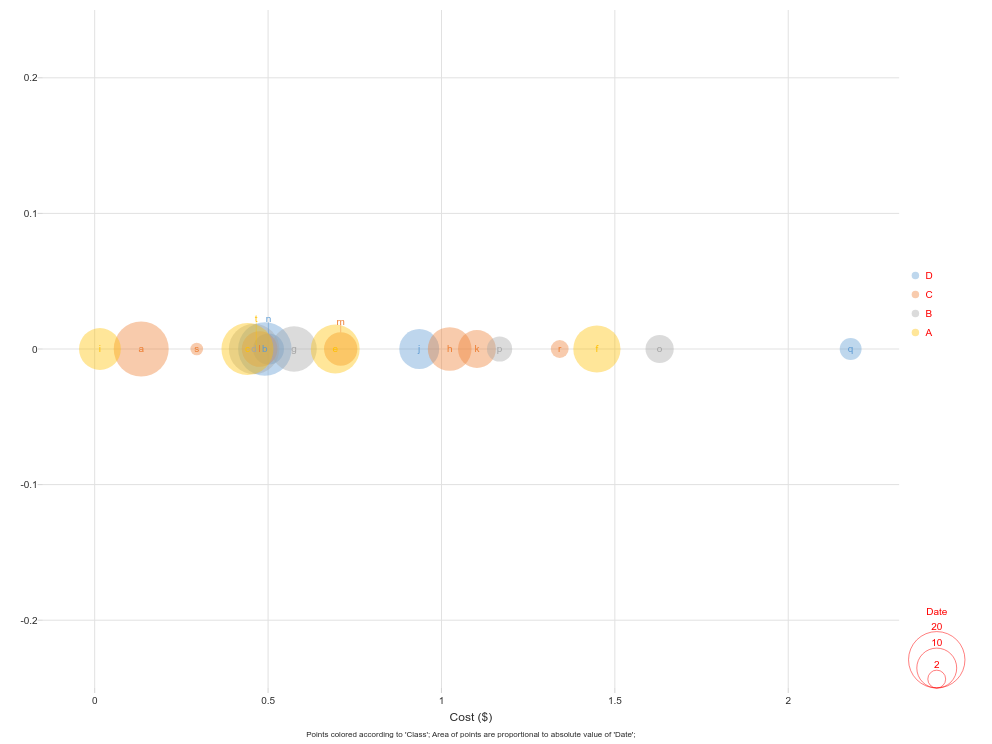 0.2
0.1
0
-0.1
-0.2
t n m
i a s b g j h k p r f o q
0 0.5 1 1.5 2
Cost ($)
Points colored according to 'Class'; Area of points are proportional to absolute value of 'Date';
D
C
B
A
Date
20
10
2